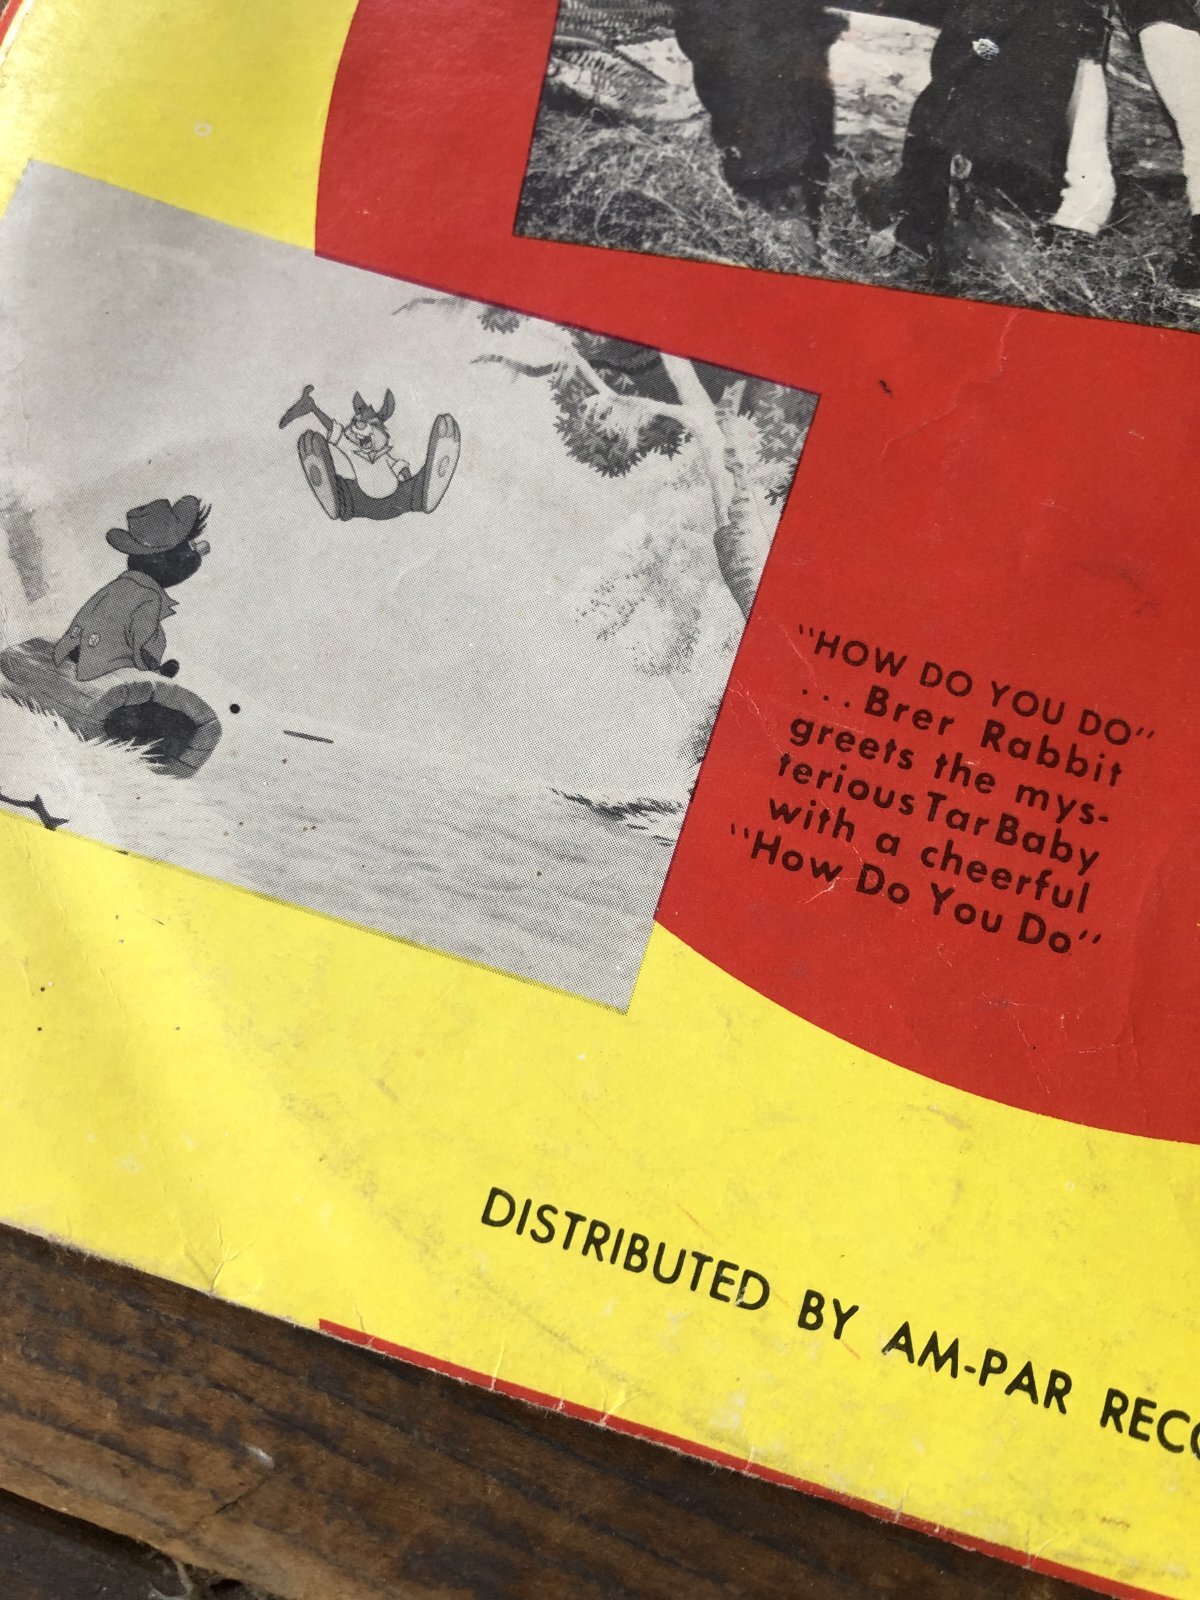 "HOW DO YOU DO"
...Brer Rabbit
greets the mys-
terious Tar Baby
with a cheerful
"How Do You Do"
DISTRIBUTED BY AM-PAR RECO